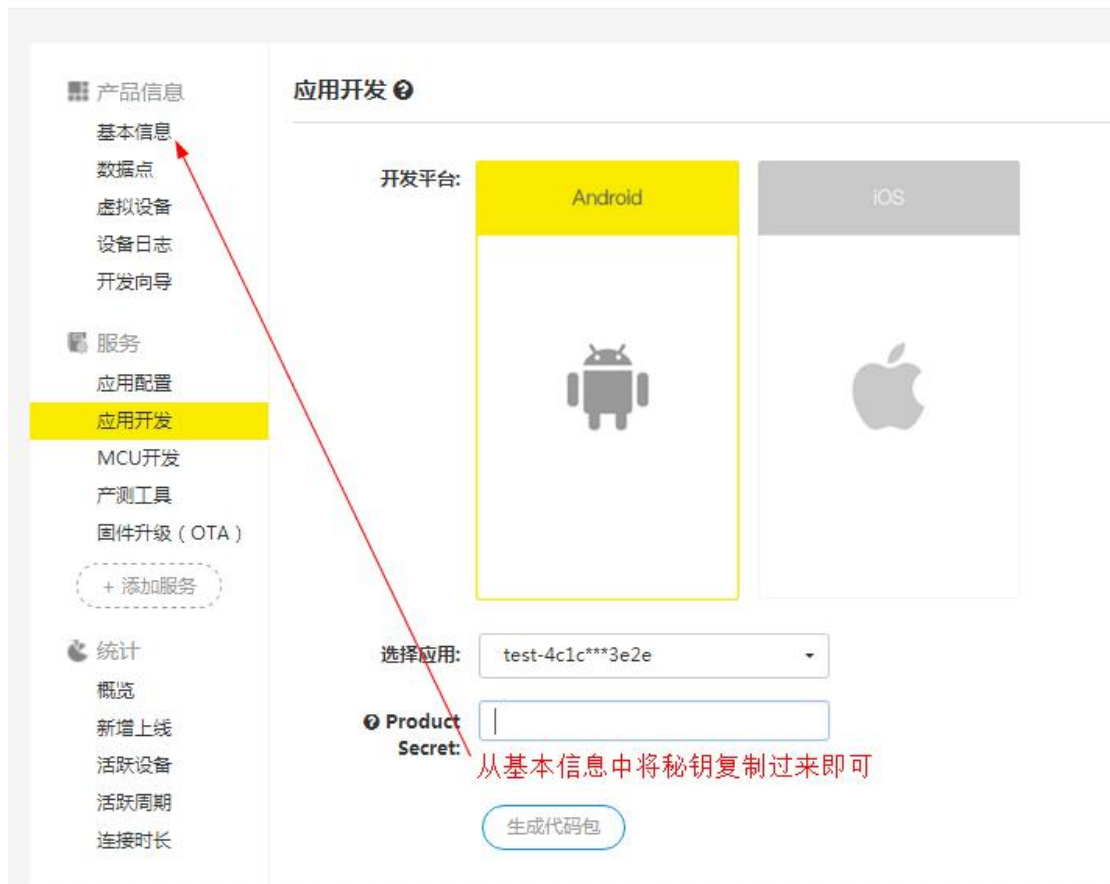 产品信息
基本信息
数据点
虚拟设备
设备日志
开发向导
服务
应用配置
应用开发
MCU开发
产测工具
固件升级（OTA）
+ 添加服务
统计
概览
新增上线
活跃设备
活跃周期
连接时长
应用开发 ?
开发平台:
Android
iOS
选择应用:
test-4c1c***3e2e
? Product
Secret:
从基本信息中将秘钥复制过来即可
生成代码包